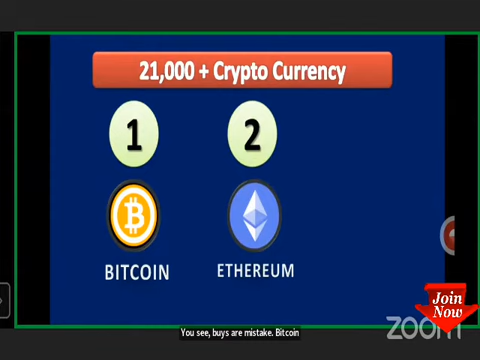 21,000 + Crypto Currency
1 2
BITCOIN ETHEREUM
Join
Now
zoom
You see, buys are mistake. Bitcoin